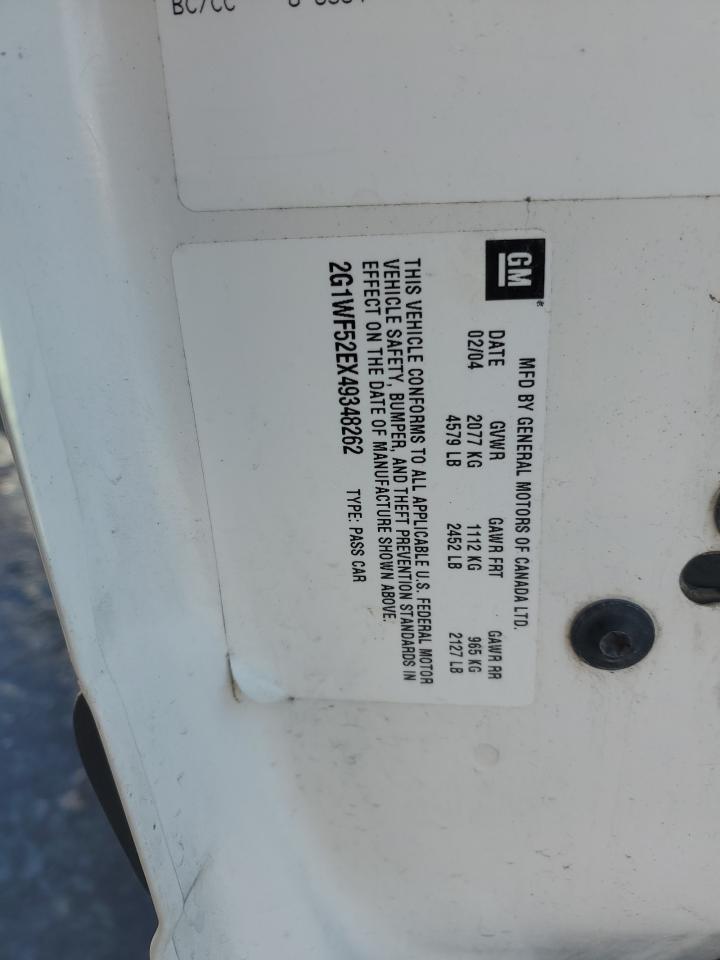 BC/CC
GM
MFD BY GENERAL MOTORS OF CANADA LTD.
DATE GVWR GAWR FRT GAWR RR
02/04 2077 KG 1112 KG 965 KG
4579 LB 2452 LB 2127 LB
THIS VEHICLE CONFORMS TO ALL APPLICABLE U.S. FEDERAL MOTOR
VEHICLE SAFETY, BUMPER, AND THEFT PREVENTION STANDARDS IN
EFFECT ON THE DATE OF MANUFACTURE SHOWN ABOVE.
2G1WF52EX49348262 TYPE: PASS CAR